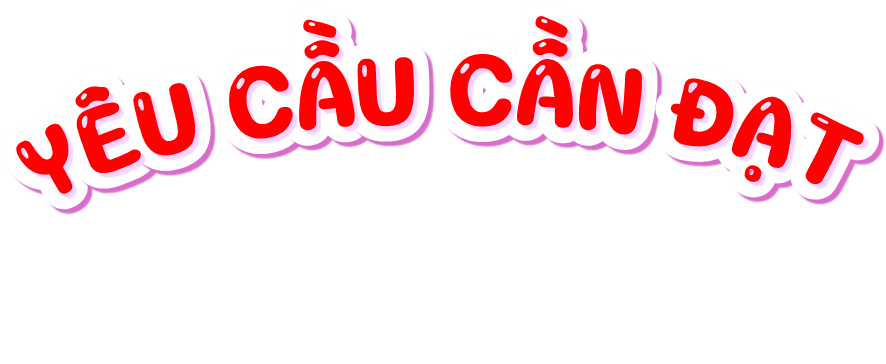 YÊU CẦU CẦN ĐẠT